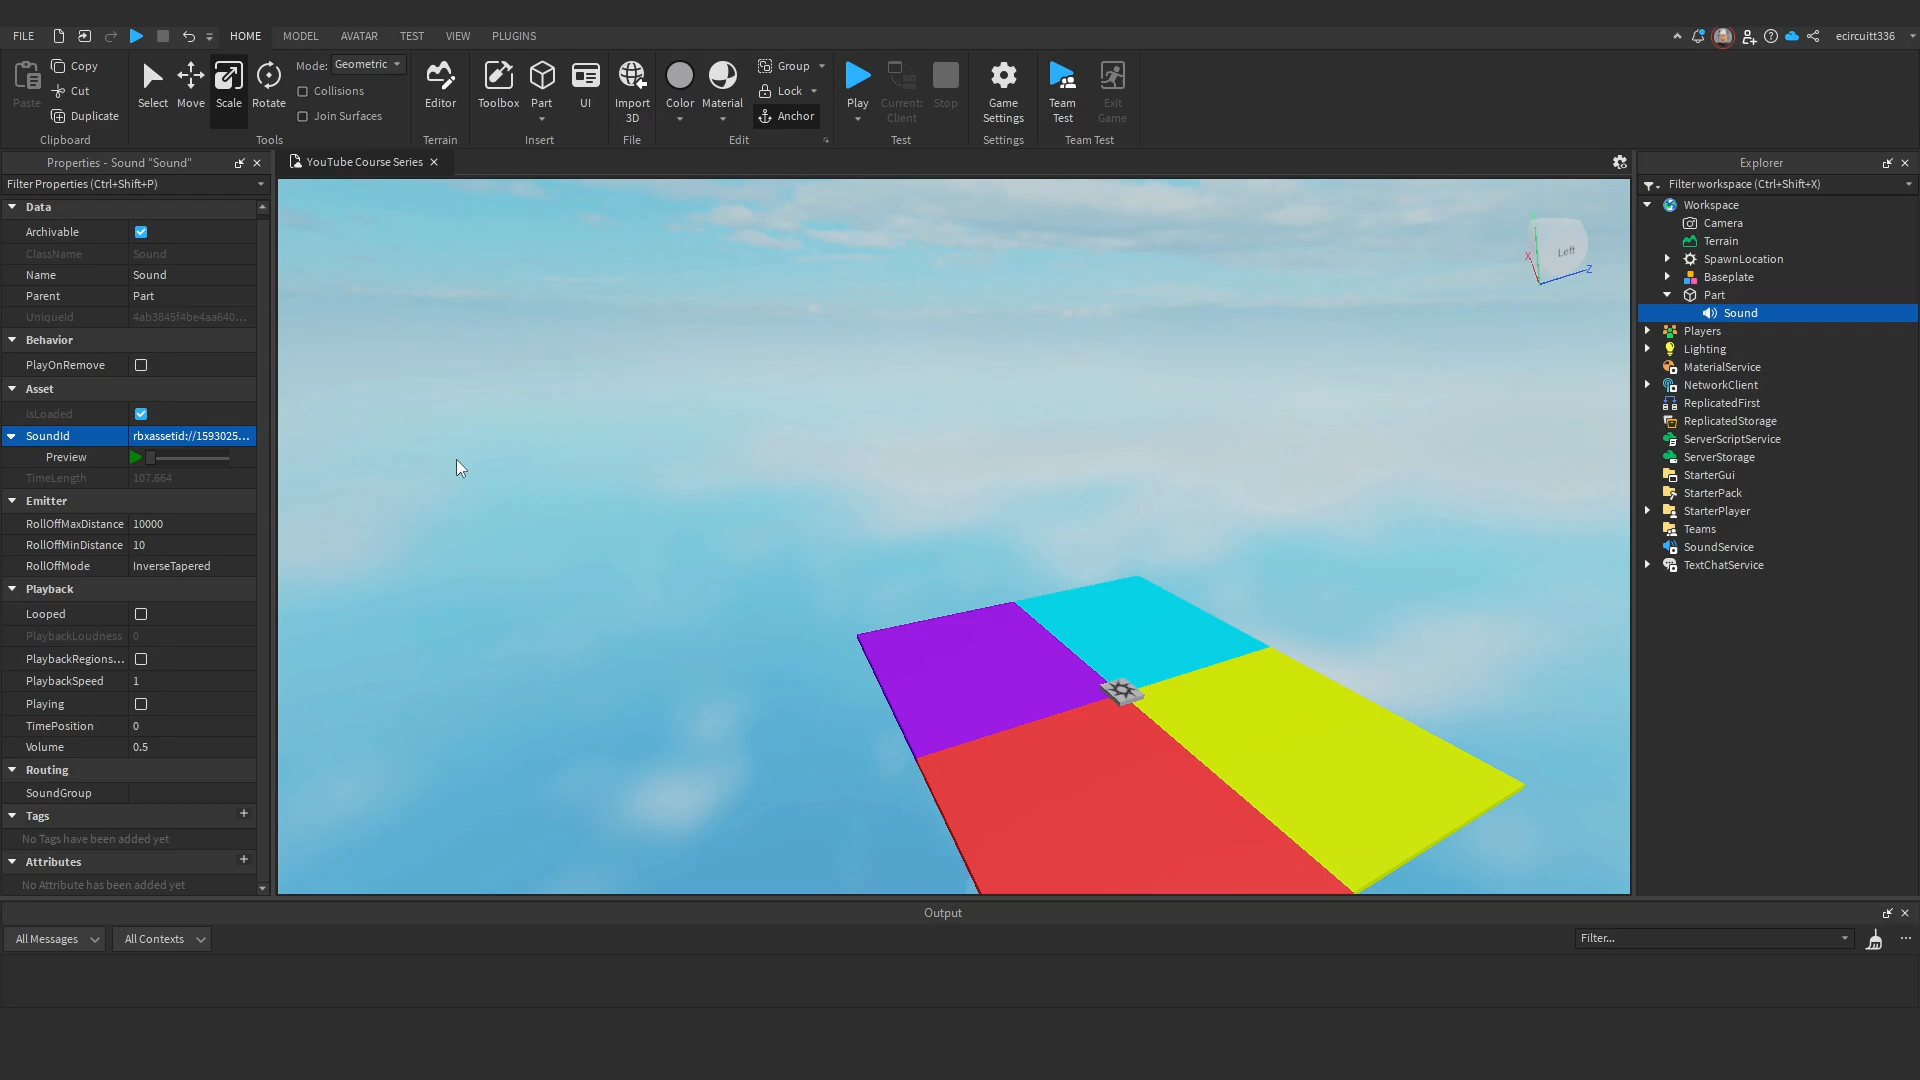 FILE HOME MODEL AVATAR TEST VIEW PLUGINS ecircuitt336
Paste Copy Cut Duplicate Clipboard
Select Move Scale Rotate Mode: Geometric Collisions Join Surfaces Tools
Editor Terrain
Toolbox Part UI Insert
Import 3D File
Color Material Group Lock Anchor Edit
Play Current: Client Stop Test
Game Settings Settings
Team Test Exit Game Team Test
Properties - Sound "Sound"
Filter Properties (Ctrl+Shift+P)
Data
Archivable
ClassName Sound
Name Sound
Parent Part
UniqueId 4ab3845f4be4aa640...
Behavior
PlayOnRemove
Asset
IsLoaded
SoundId rbxassetid://1593025...
Preview
TimeLength 107.664
Emitter
RollOffMaxDistance 10000
RollOffMinDistance 10
RollOffMode InverseTapered
Playback
Looped
PlaybackLoudness 0
PlaybackRegions...
PlaybackSpeed 1
Playing
TimePosition 0
Volume 0.5
Routing
SoundGroup
Tags +
No Tags have been added yet
Attributes +
No Attribute has been added yet
YouTube Course Series
Left
X
Z
Explorer
Filter workspace (Ctrl+Shift+X)
Workspace
Camera
Terrain
SpawnLocation
Baseplate
Part
Sound
Players
Lighting
MaterialService
NetworkClient
ReplicatedFirst
ReplicatedStorage
ServerScriptService
ServerStorage
StarterGui
StarterPack
StarterPlayer
Teams
SoundService
TextChatService
Output
All Messages All Contexts Filter...